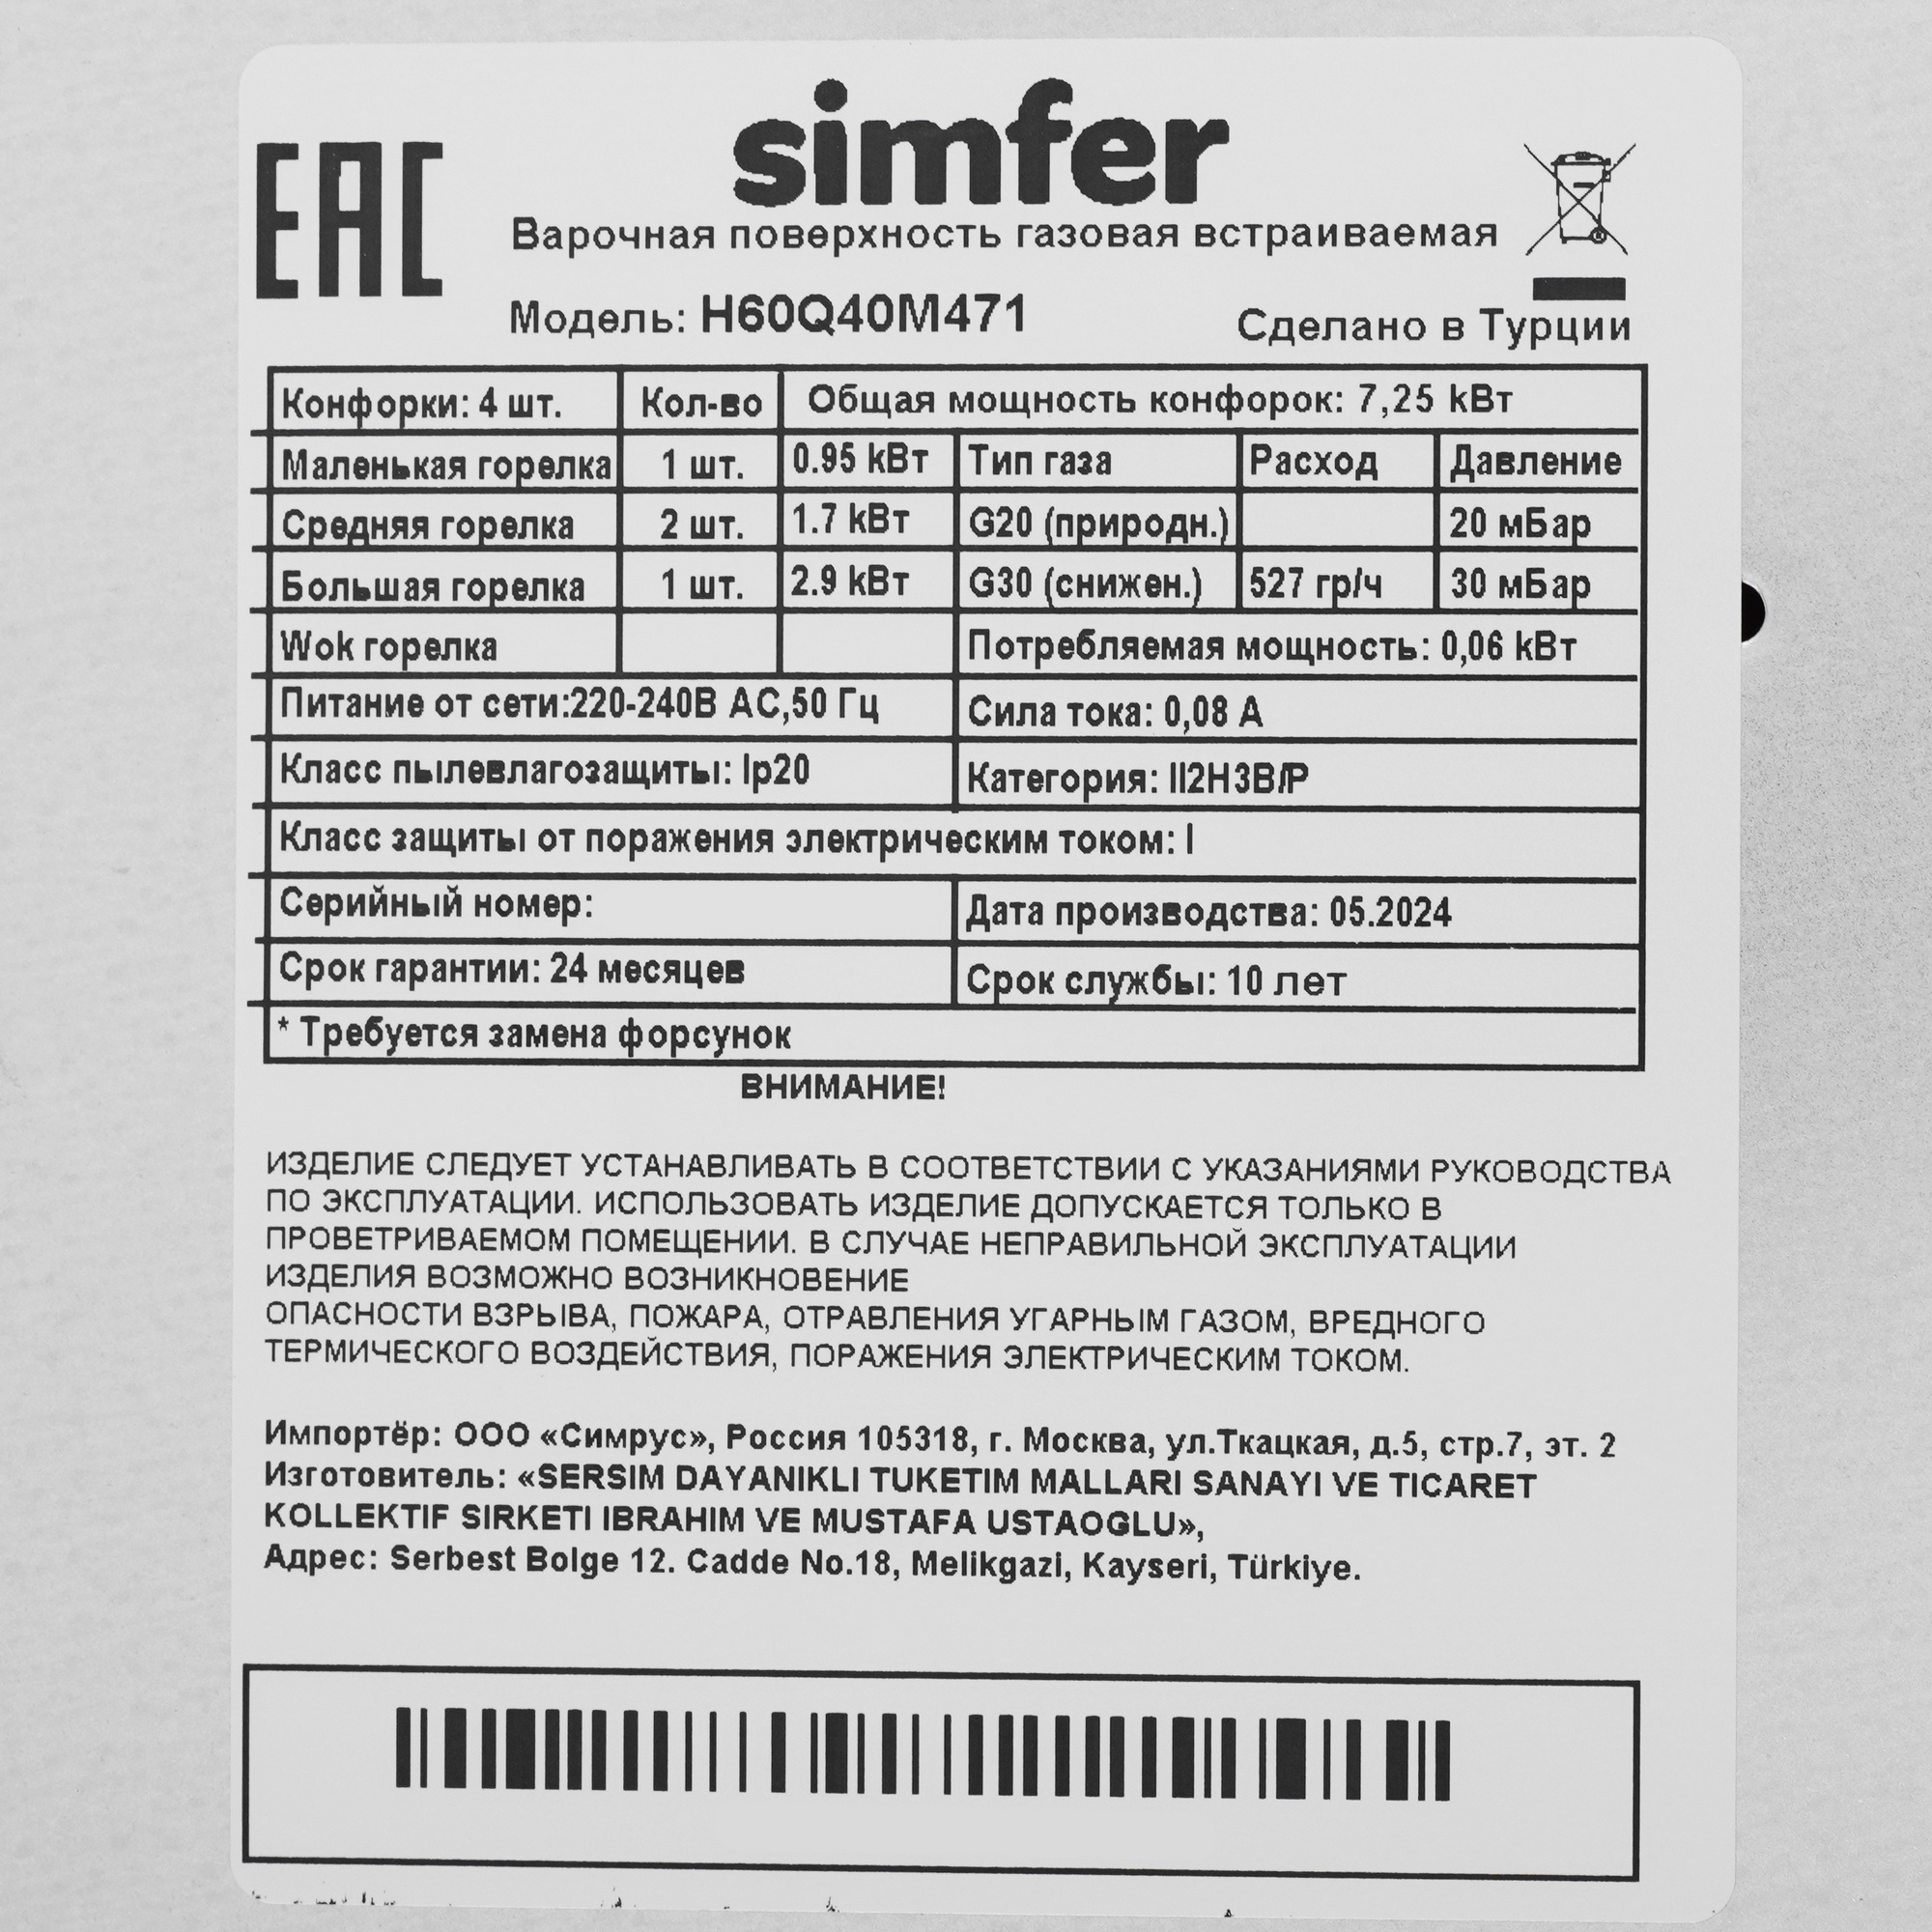 EAC
simfer
Варочная поверхность газовая встраиваемая
Модель: H60Q40M471
Сделано в Турции
Конфорки: 4 шт. Кол-во Общая мощность конфорок: 7,25 kВт
Маленькая горелка 1 шт. 0.95 kВт Тип газа Расход Давление
Средняя горелка 2 шт. 1.7 kВт G20 (природн.) 20 мБар
Большая горелка 1 шт. 2.9 kВт G30 (снижен.) 527 гр/ч 30 мБар
Wok горелка Потребляемая мощность: 0,06 kВт
Питание от сети:220-240В AC,50 Гц Сила тока: 0,08 А
Класс пылевлагозащиты: Ip20 Категория: II2H3B/P
Класс защиты от поражения электрическим током: I
Серийный номер: Дата производства: 05.2024
Срок гарантии: 24 месяцев Срок службы: 10 лет
* Требуется замена форсунок
ВНИМАНИЕ!
ИЗДЕЛИЕ СЛЕДУЕТ УСТАНАВЛИВАТЬ В СООТВЕТСТВИИ С УКАЗАНИЯМИ РУКОВОДСТВА
ПО ЭКСПЛУАТАЦИИ. ИСПОЛЬЗОВАТЬ ИЗДЕЛИЕ ДОПУСКАЕТСЯ ТОЛЬКО В
ПРОВЕТРИВАЕМОМ ПОМЕЩЕНИИ. В СЛУЧАЕ НЕПРАВИЛЬНОЙ ЭКСПЛУАТАЦИИ
ИЗДЕЛИЯ ВОЗМОЖНО ВОЗНИКНОВЕНИЕ
ОПАСНОСТИ ВЗРЫВА, ПОЖАРА, ОТРАВЛЕНИЯ УГАРНЫМ ГАЗОМ, ВРЕДНОГО
ТЕРМИЧЕСКОГО ВОЗДЕЙСТВИЯ, ПОРАЖЕНИЯ ЭЛЕКТРИЧЕСКИМ ТОКОМ.
Импортёр: ООО «Симрус», Россия 105318, г. Москва, ул.Ткацкая, д.5, стр.7, эт. 2
Изготовитель: «SERSIM DAYANIKLI TUKETIM MALLARI SANAYI VE TICARET
KOLLEKTIF SIRKETI IBRAHIM VE MUSTAFA USTAOGLU»,
Адрес: Serbest Bolge 12. Cadde No.18, Melikgazi, Kayseri, Türkiye.